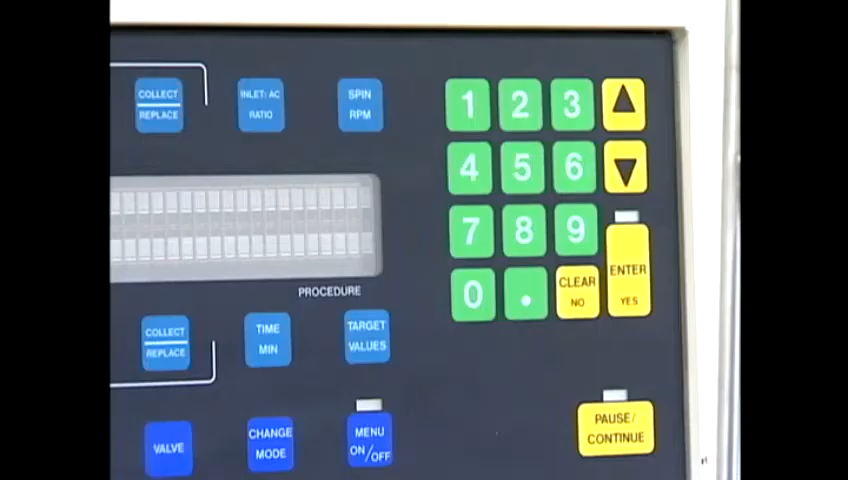 COLLECT
REPLACE
INLET: AC
RATIO
SPIN
RPM
1 2 3
4 5 6
7 8 9
0 .
CLEAR
NO
ENTER
YES
PROCEDURE
COLLECT
REPLACE
TIME
MIN
TARGET
VALUES
VALVE
CHANGE
MODE
MENU
ON/OFF
PAUSE/
CONTINUE